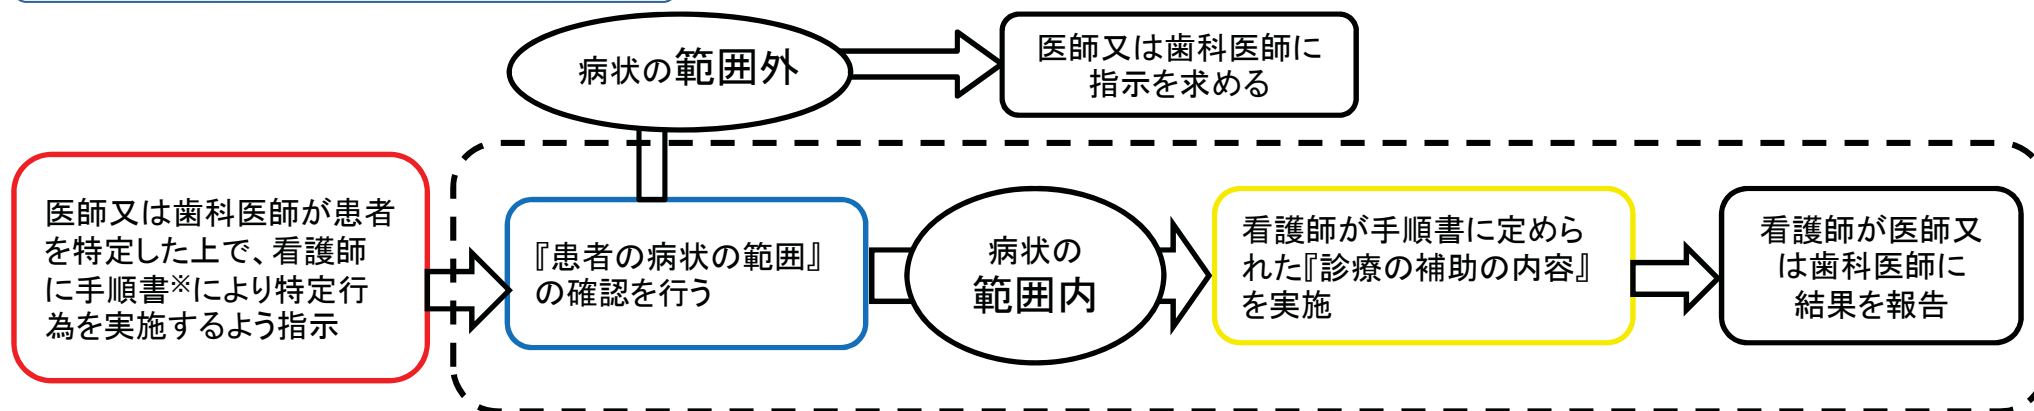 病状の範囲外
医師又は歯科医師に
指示を求める
医師又は歯科医師が患者
を特定した上で、看護師
に手順書※により特定行
為を実施するよう指示
『患者の病状の範囲』
の確認を行う
病状の
範囲内
看護師が手順書に定めら
れた『診療の補助の内容』
を実施
看護師が医師又
は歯科医師に
結果を報告